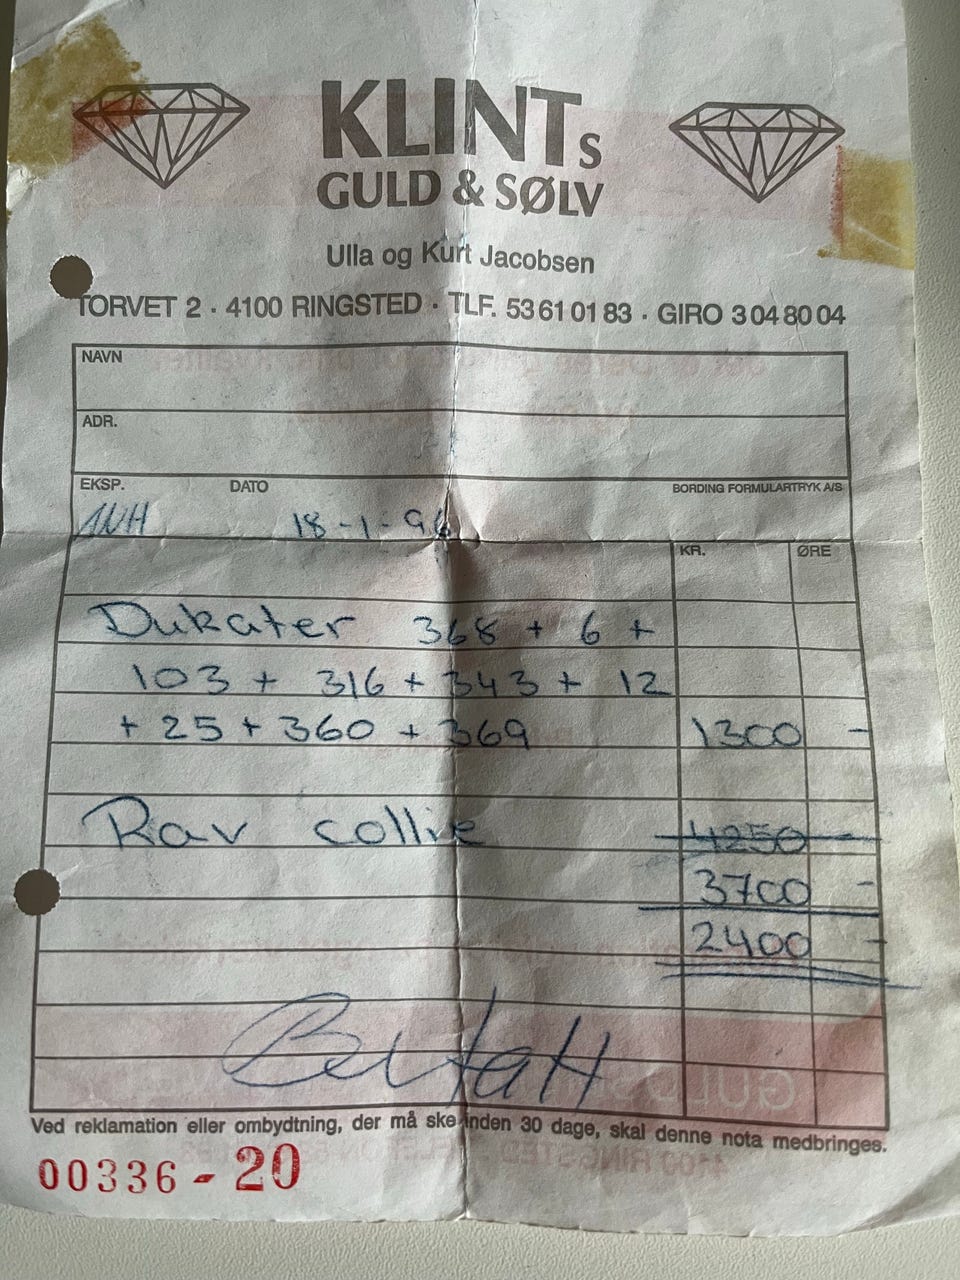 KLINTs
GULD & SØLV
Ulla og Kurt Jacobsen
TORVET 2 · 4100 RINGSTED · TLF. 53 61 01 83 · GIRO 3 04 80 04
NAVN
ADR.
EKSP. DATO BORDING FORMULARTRYK A/S
18-1-96
KR. ØRE
Dukater 368 + 6 +
103 + 316 + 343 + 12
+ 25 + 360 + 369 1300 -
Rav collie 4250 -
3700 -
2400 -
Betalt
Ved reklamation eller ombydtning, der må ske inden 30 dage, skal denne nota medbringes.
00336 - 20